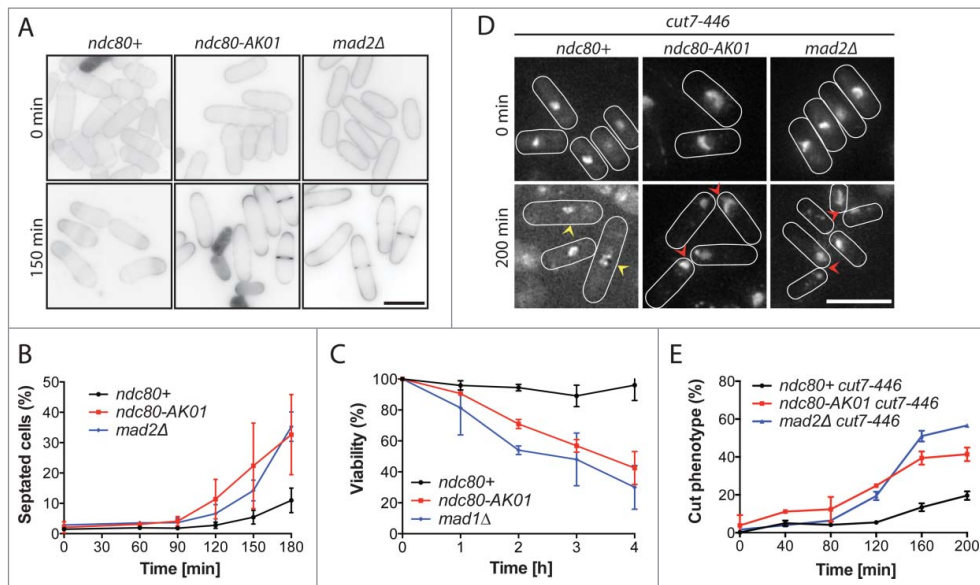 A
ndc80+ ndc80-AK01 mad2Δ
0 min
150 min
D
cut7-446
ndc80+ ndc80-AK01 mad2Δ
0 min
200 min
B
Septated cells (%)
50
40
30
20
10
0
ndc80+
ndc80-AK01
mad2Δ
0 30 60 90 120 150 180
Time [min]
C
Viability (%)
100
80
60
40
20
0
ndc80+
ndc80-AK01
mad1Δ
0 1 2 3 4
Time [h]
E
Cut phenotype (%)
80
60
40
20
0
ndc80+ cut7-446
ndc80-AK01 cut7-446
mad2Δ cut7-446
0 40 80 120 160 200
Time [min]